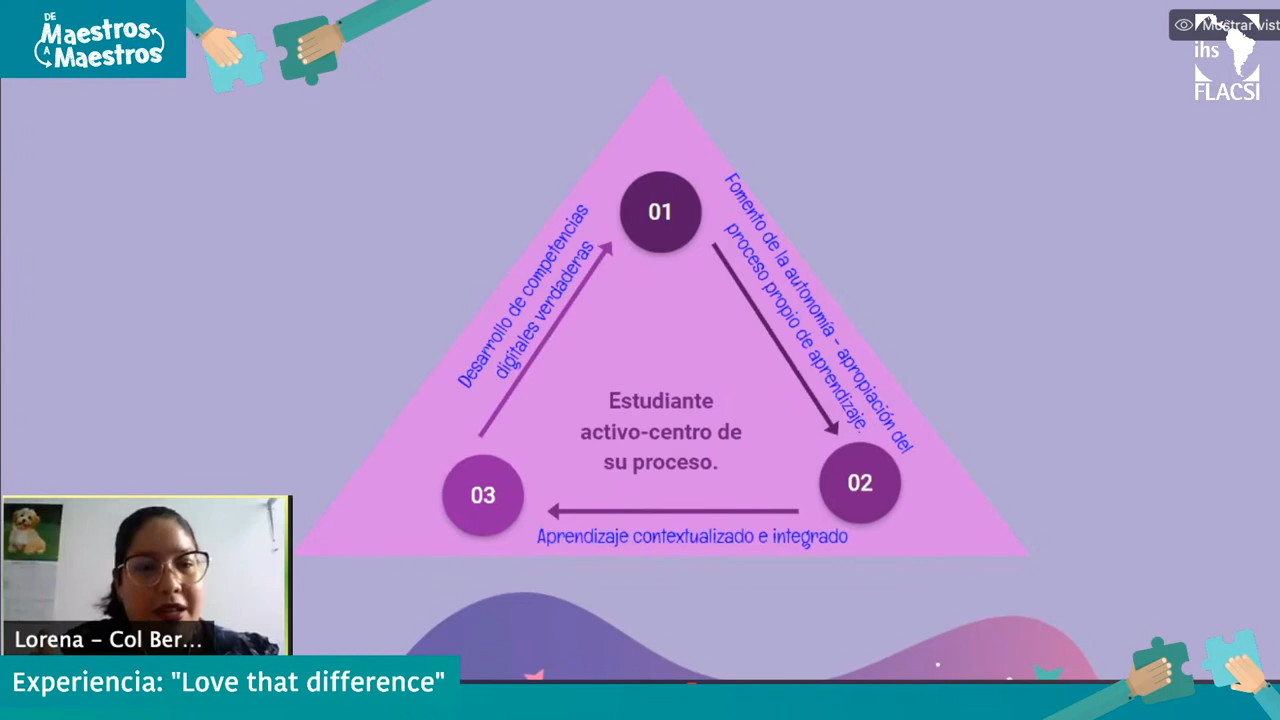 DE
Maestros
A
Maestros
Mostrar vist
ihs
FLACSI
01
Fomento de la autonomía - apropiación del
proceso propio de aprendizaje.
Desarrollo de competencias
digitales verdaderas
Estudiante
activo-centro de
su proceso.
03
02
Aprendizaje contextualizado e integrado
Lorena – Col Ber...
Experiencia: "Love that difference"